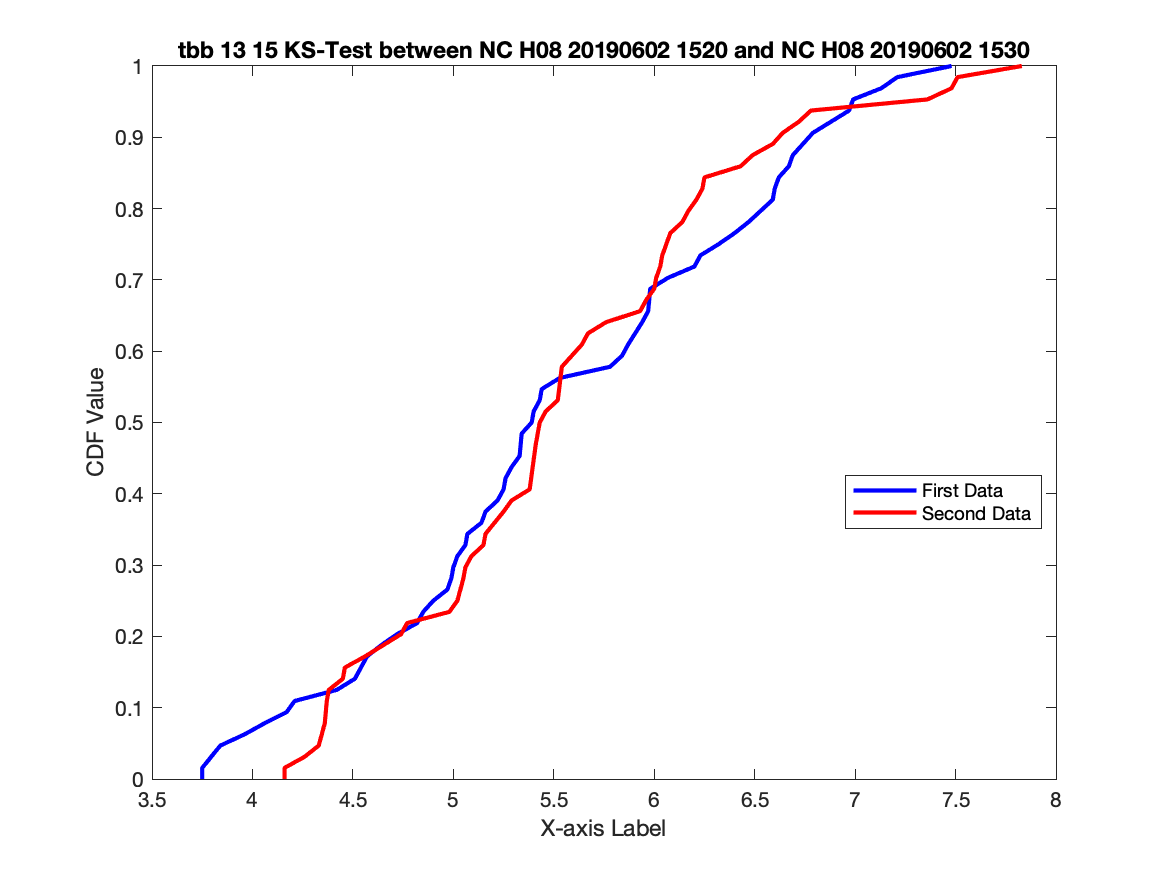 tbb 13 15 KS-Test between NC H08 20190602 1520 and NC H08 20190602 1530
1
0.9
0.8
0.7
0.6
0.5
0.4
0.3
0.2
0.1
0
CDF Value
First Data
Second Data
3.5 4 4.5 5 5.5 6 6.5 7 7.5 8
X-axis Label